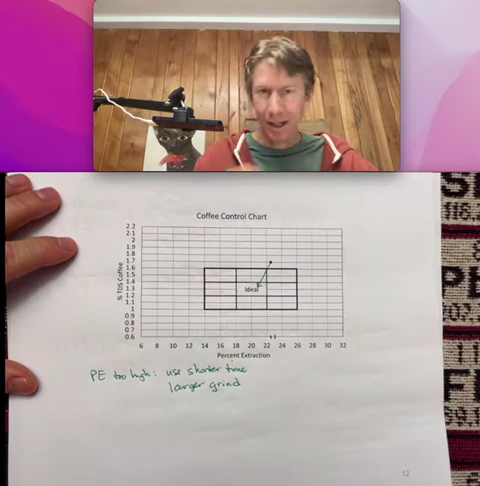 Coffee Control Chart
% TDS Coffee
2.2
2.1
2
1.9
1.8
1.7
1.6
1.5
1.4
1.3
1.2
1.1
1
0.9
0.8
0.7
0.6
Ideal
6 8 10 12 14 16 18 20 22 24 26 28 30 32
Percent Extraction
PE too high: use shorter time
larger grind
12